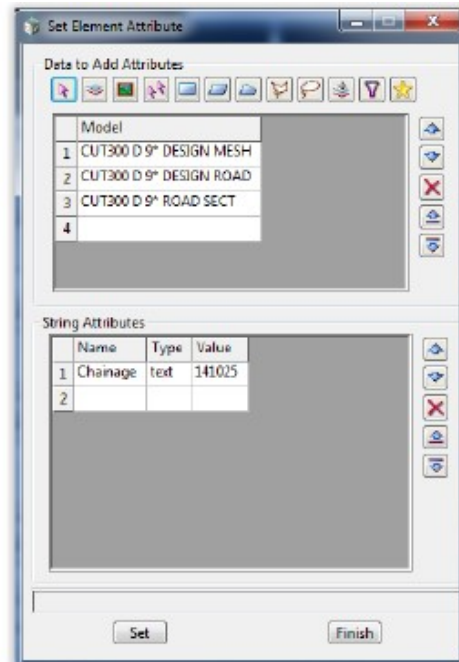 Set Element Attribute
Data to Add Attributes
Model
1 CUT300 D 9* DESIGN MESH
2 CUT300 D 9* DESIGN ROAD
3 CUT300 D 9* ROAD SECT
4
String Attributes
Name Type Value
1 Chainage text 141025
2
Set Finish